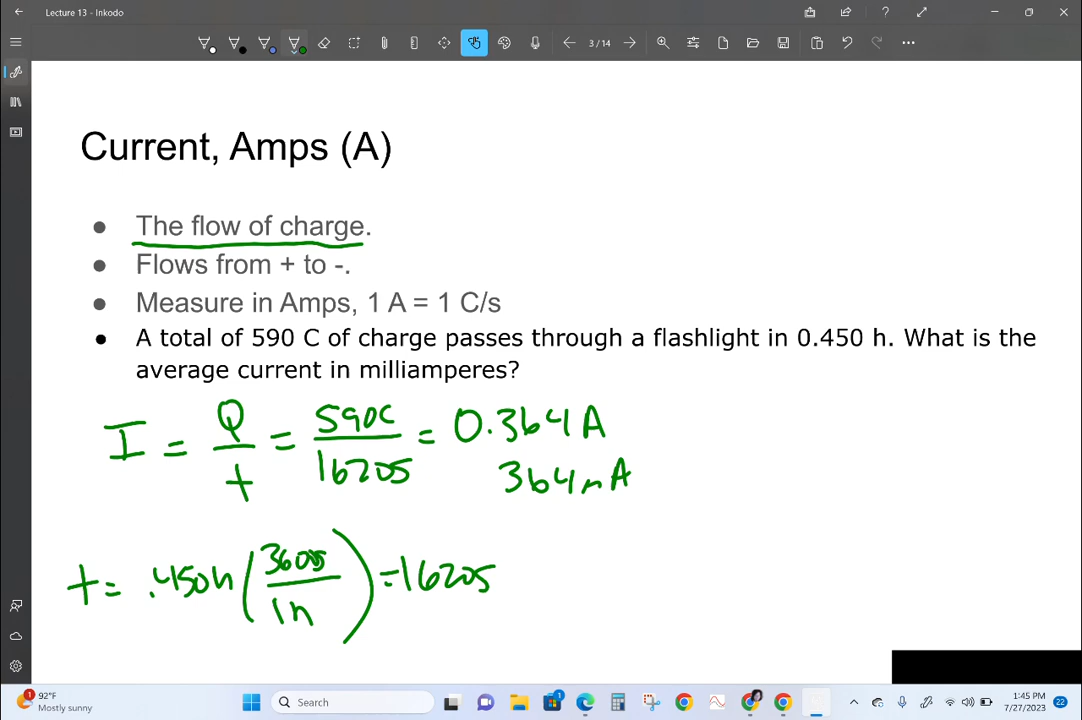 Lecture 13 - Inkodo
3 / 14
Current, Amps (A)
● The flow of charge.
● Flows from + to -.
● Measure in Amps, 1 A = 1 C/s
● A total of 590 C of charge passes through a flashlight in 0.450 h. What is the
average current in milliamperes?
I = Q/t = 590C/1620s = 0.364 A
364mA
t = .450h (3600s/1h) = 1620s
92°F
Mostly sunny
Search
1:45 PM
7/27/2023
22